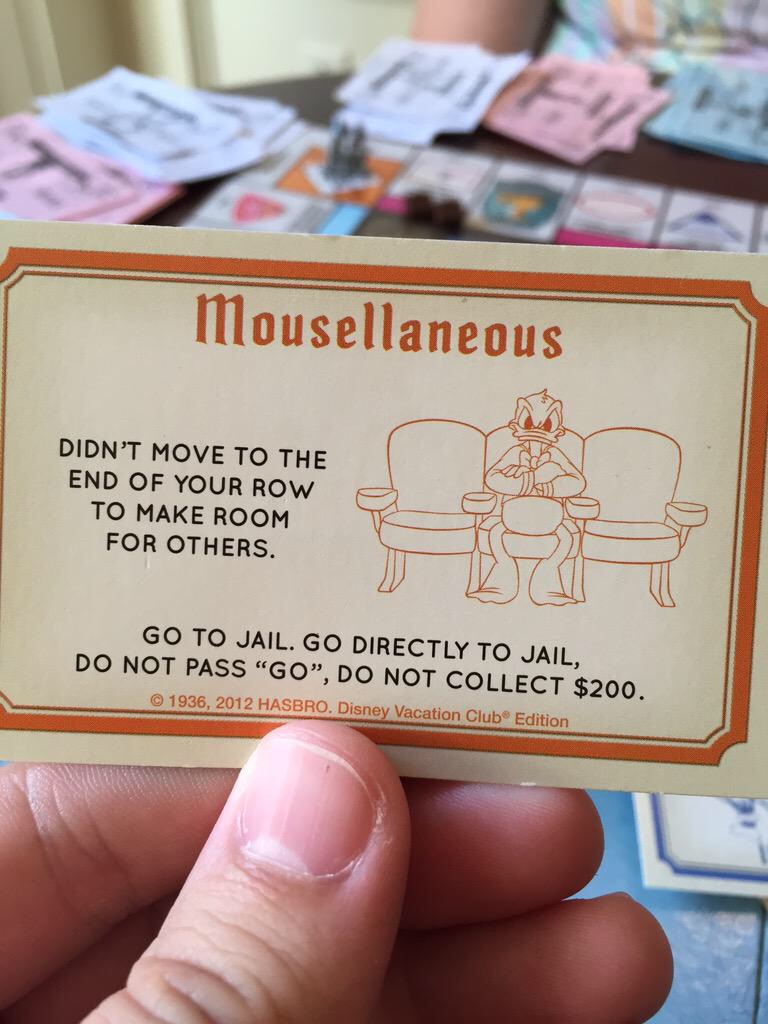 Mousellaneous
DIDN'T MOVE TO THE
END OF YOUR ROW
TO MAKE ROOM
FOR OTHERS.
GO TO JAIL. GO DIRECTLY TO JAIL,
DO NOT PASS “GO”, DO NOT COLLECT $200.
© 1936, 2012 HASBRO. Disney Vacation Club® Edition